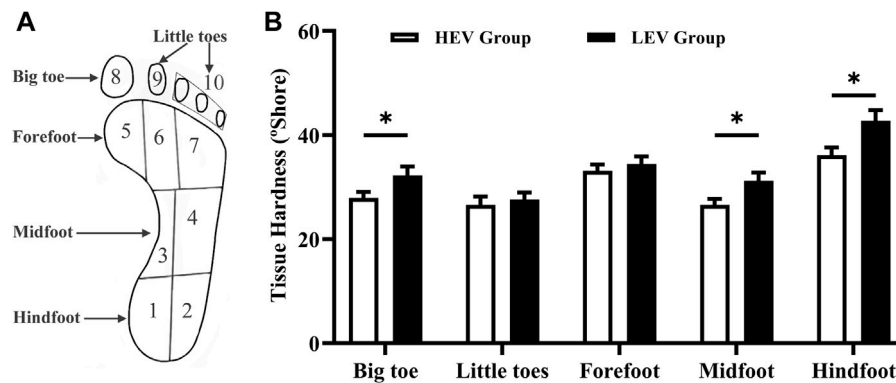 A
Little toes
Big toe
8
9
10
Forefoot
5
6
7
Midfoot
4
3
Hindfoot
1
2
B
HEV Group
LEV Group
Tissue Hardness (°Shore)
60
40
20
0
*
*
*
Big toe
Little toes
Forefoot
Midfoot
Hindfoot